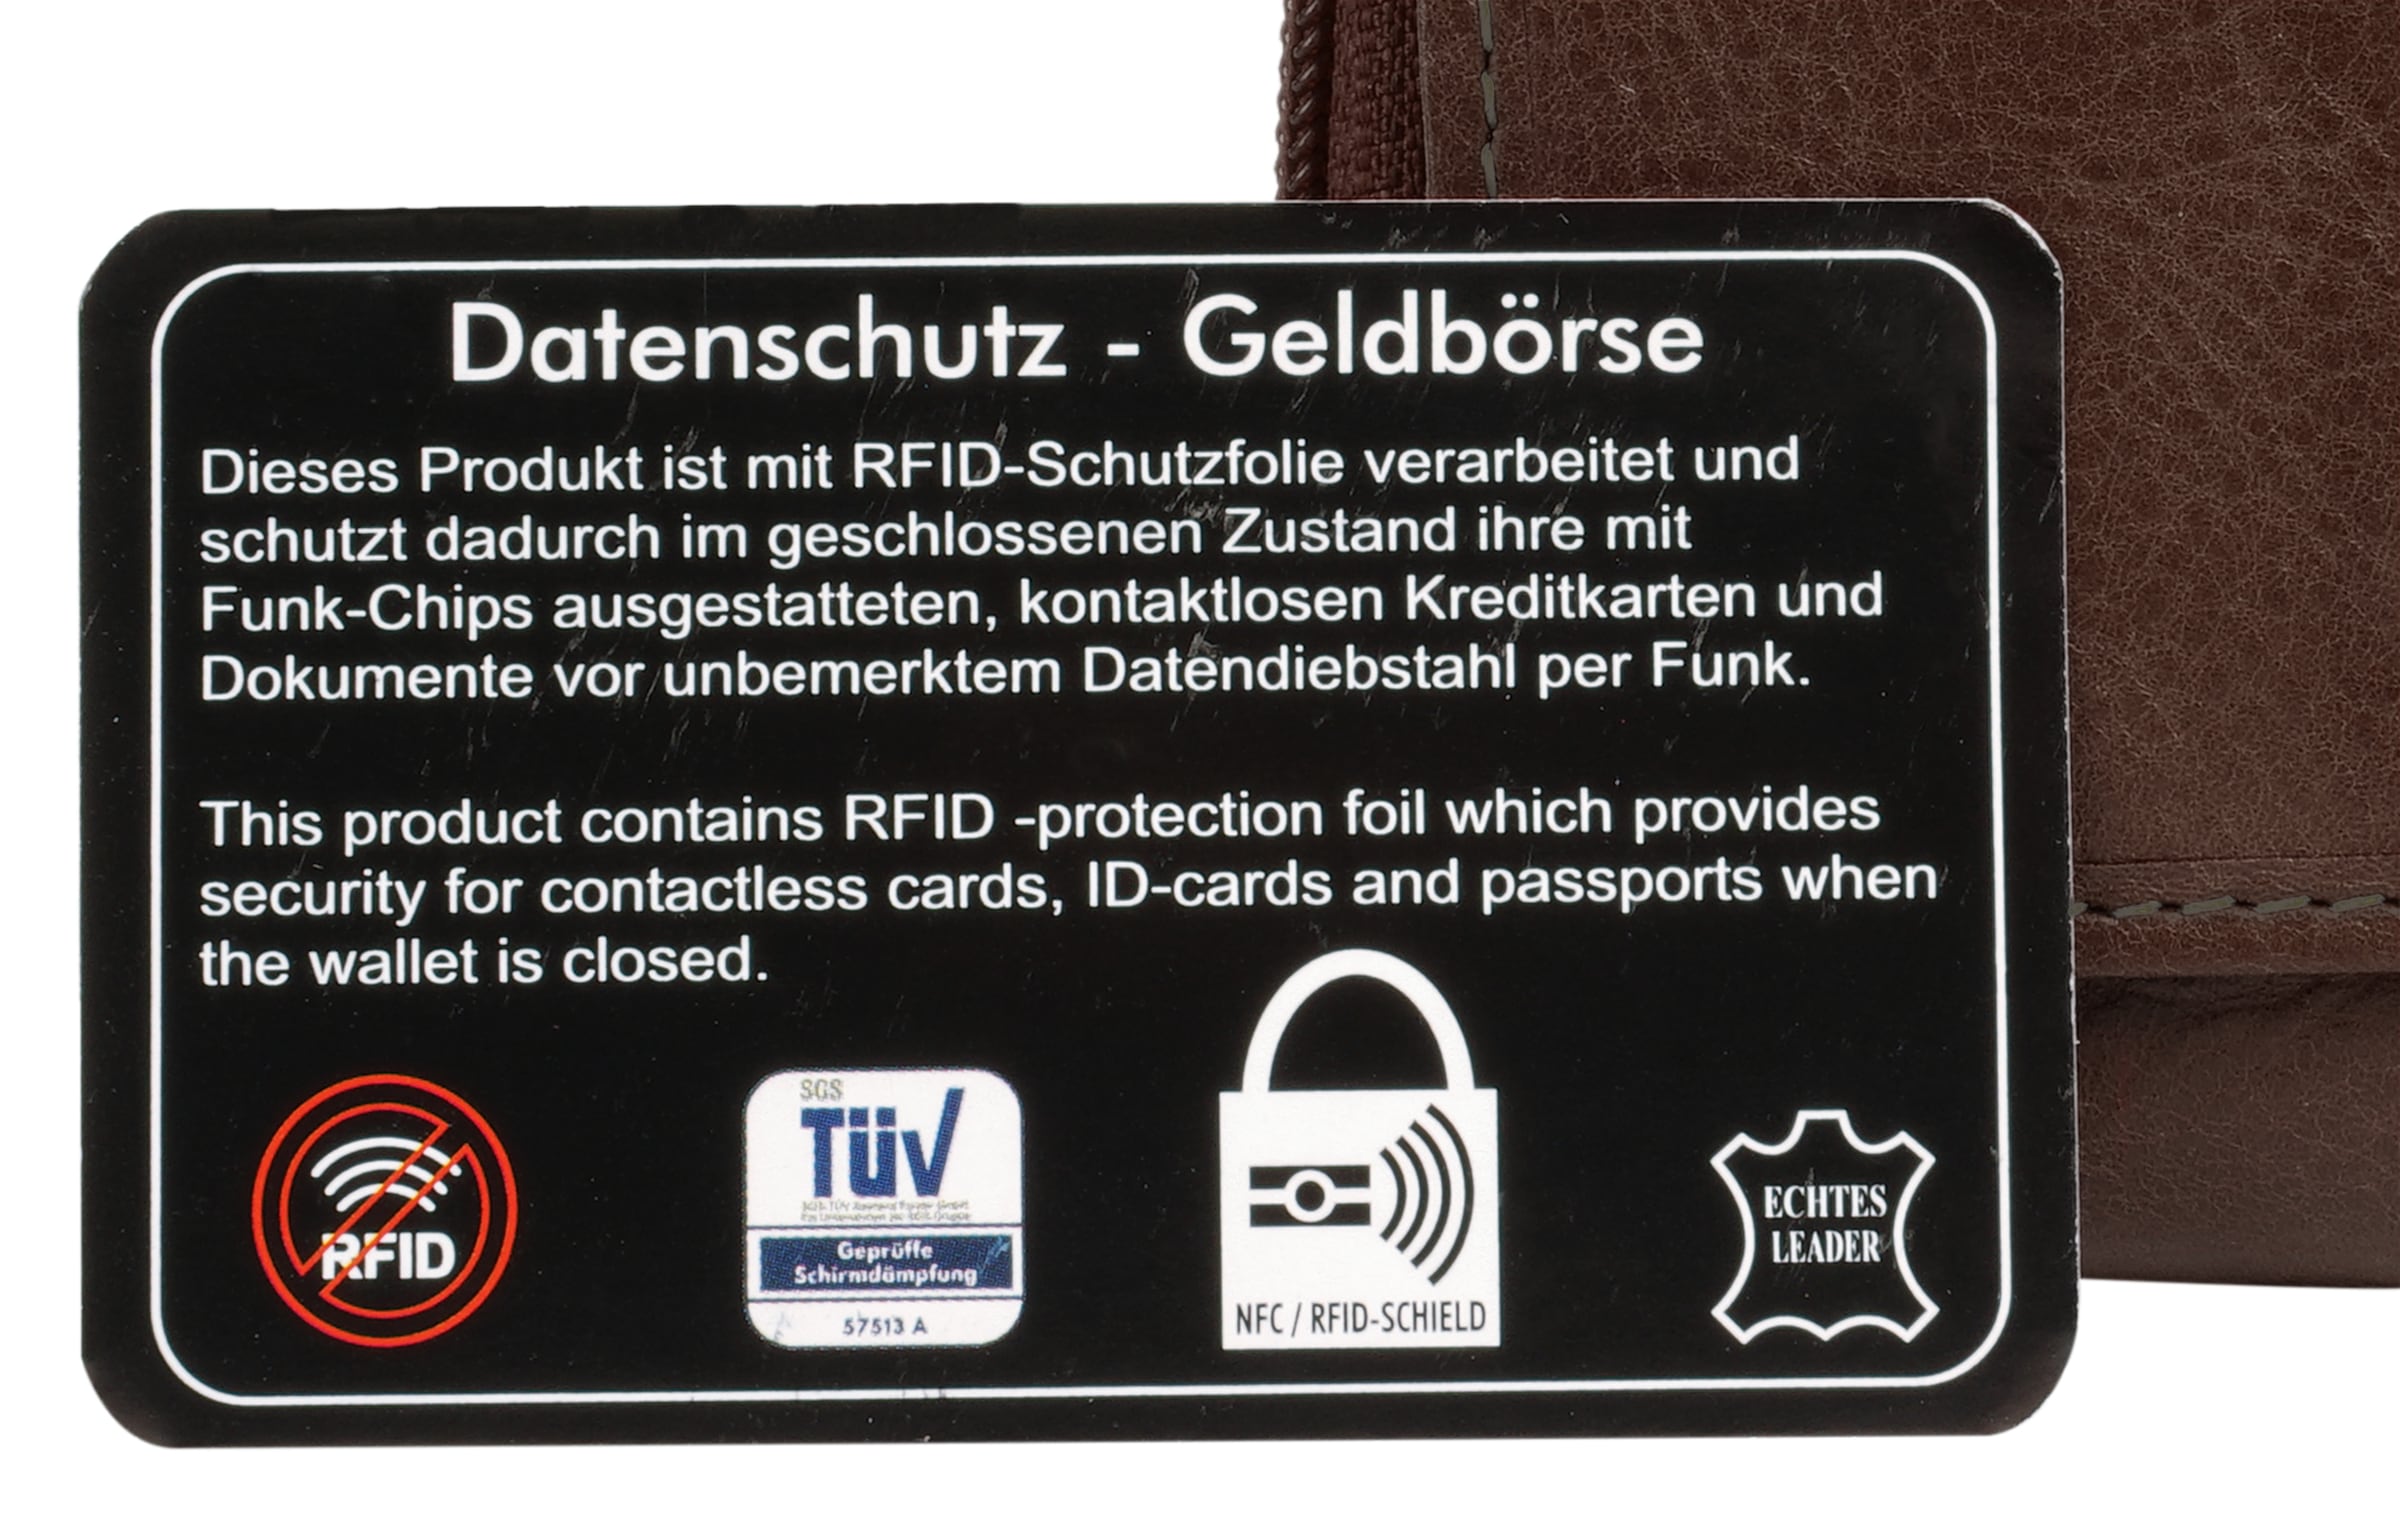 Datenschutz - Geldbörse
Dieses Produkt ist mit RFID-Schutzfolie verarbeitet und
schutzt dadurch im geschlossenen Zustand ihre mit
Funk-Chips ausgestatteten, kontaktlosen Kreditkarten und
Dokumente vor unbemerktem Datendiebstahl per Funk.
This product contains RFID -protection foil which provides
security for contactless cards, ID-cards and passports when
the wallet is closed.
RFID
SGS
TÜV
Geprüffe
Schirmdämpfung
57513 A
NFC / RFID-SCHIELD
ECHTES
LEADER